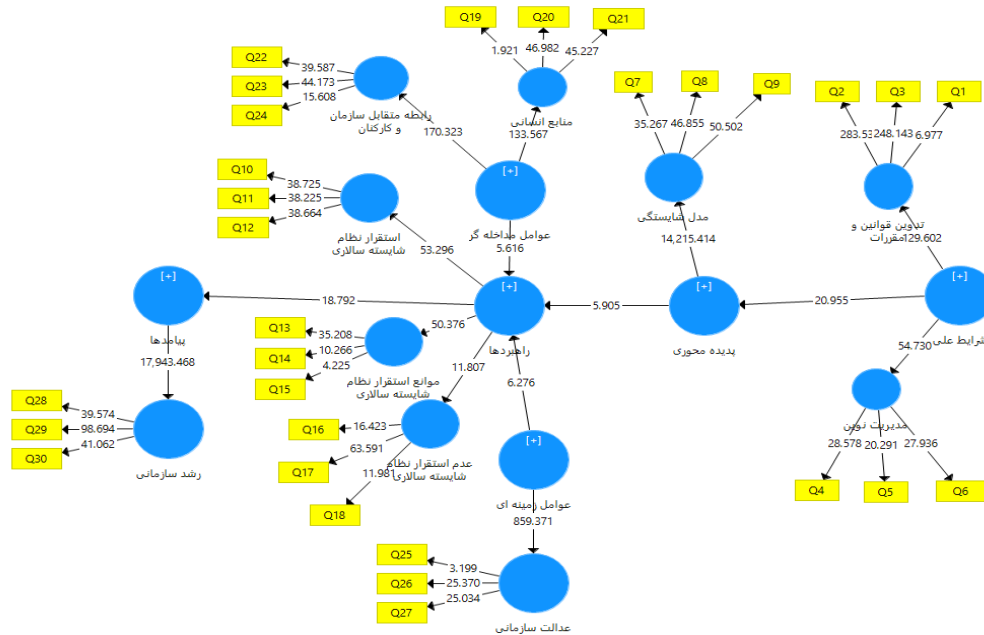 Q19
Q20
Q21
1.921
46.982
45.227
منابع انسانی
Q22
Q23
Q24
39.587
44.173
15.608
رابطه متقابل سازمان
و کارکنان
170.323
133.567
[+]
عوامل مداخله گر
5.616
Q7
Q8
Q9
35.267
46.855
50.502
مدل شایستگی
14,215.414
Q2
Q3
Q1
248.143
6.977
تدوین قوانین و
مقررات
129.602
Q10
Q11
Q12
38.725
38.225
38.664
استقرار نظام
شایسته سالاری
53.296
[+]
پیامدها
18.792
[+]
راهبردها
5.905
[+]
پدیده محوری
20.955
[+]
شرایط علی
17,943.468
Q13
Q14
Q15
35.208
10.266
4.225
موانع استقرار نظام
شایسته سالاری
50.376
11.807
6.276
54.730
مدیریت نوین
28.578
20.291
27.936
Q4
Q5
Q6
Q28
Q29
Q30
39.574
98.694
41.062
رشد سازمانی
Q16
Q17
Q18
16.423
63.591
11.981
عدم استقرار نظام
شایسته سالاری
[+]
عوامل زمینه ای
859.371
Q25
Q26
Q27
3.199
25.370
25.034
عدالت سازمانی